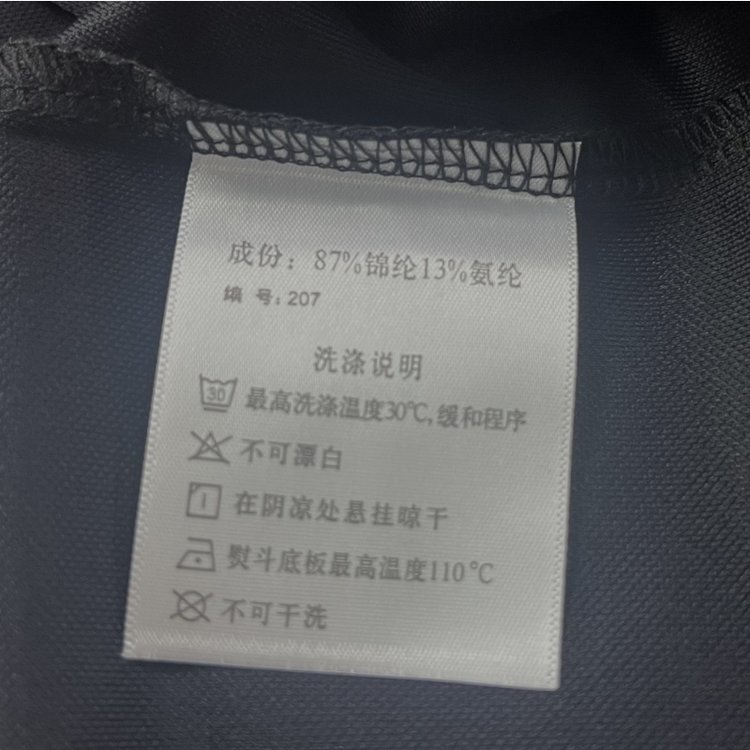 成份：87%锦纶13%氨纶
编 号：207
洗涤说明
30 最高洗涤温度30℃,缓和程序
不可漂白
在阴凉处悬挂晾干
熨斗底板最高温度110℃
不可干洗